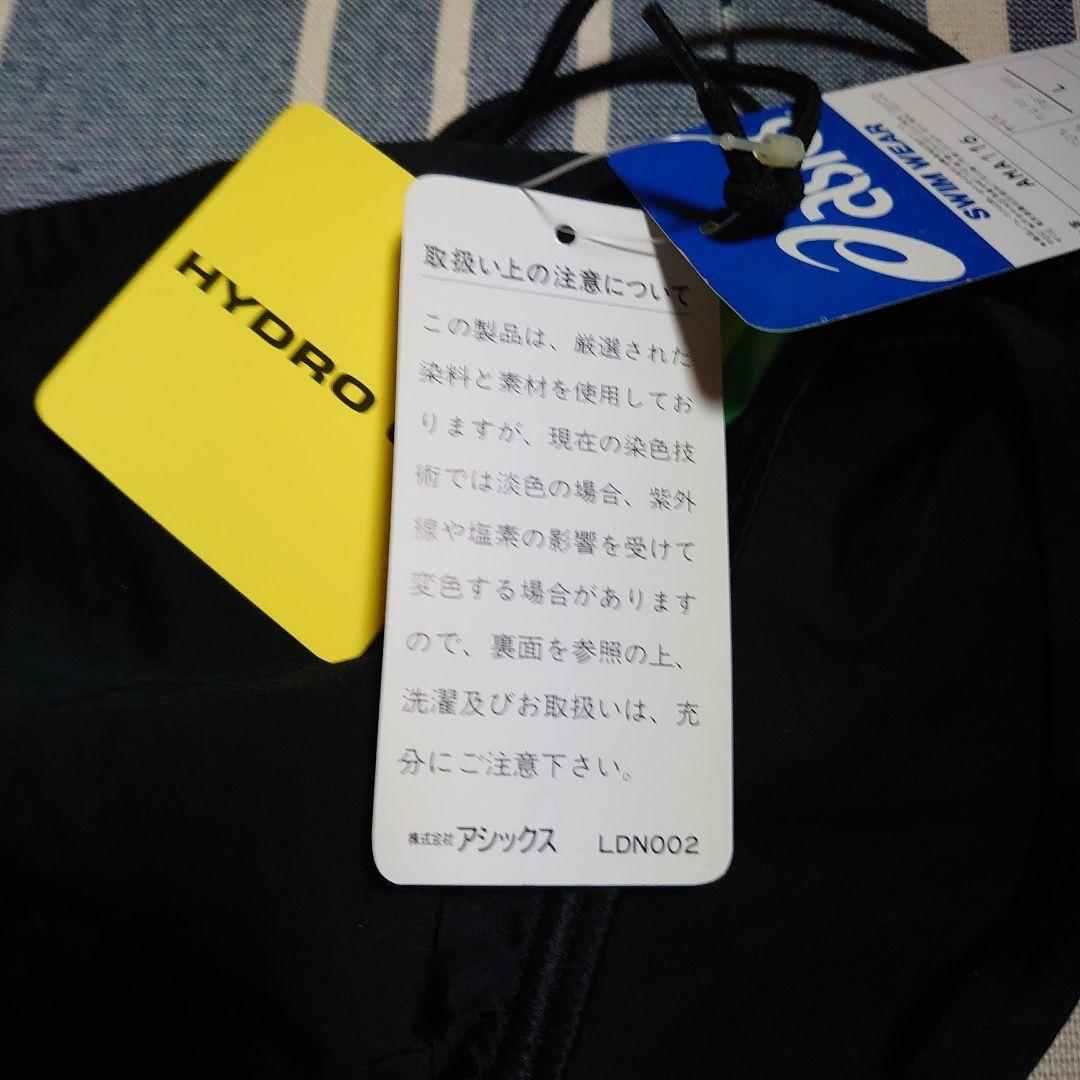 HYDRO
取扱い上の注意について
この製品は、厳選された
染料と素材を使用してお
りますが、現在の染色技
術では淡色の場合、紫外
線や塩素の影響を受けて
変色する場合があります
ので、裏面を参照の上、
洗濯及びお取扱いは、充
分にご注意下さい。
株式会社 アシックス LDN002
asics
SWIM WEAR
AMA116
L